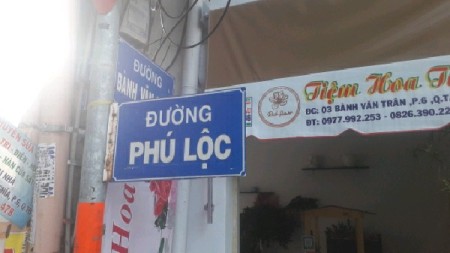 ĐƯỜNG
BANH VĂN
ĐƯỜNG
PHÚ LỘC
Tiệm Hoa
ĐC: 03 BÀNH VĂN TRÂN ,P.6 ,Q.T
ĐT: 0977.992.253 - 0826.390.22
Hoa